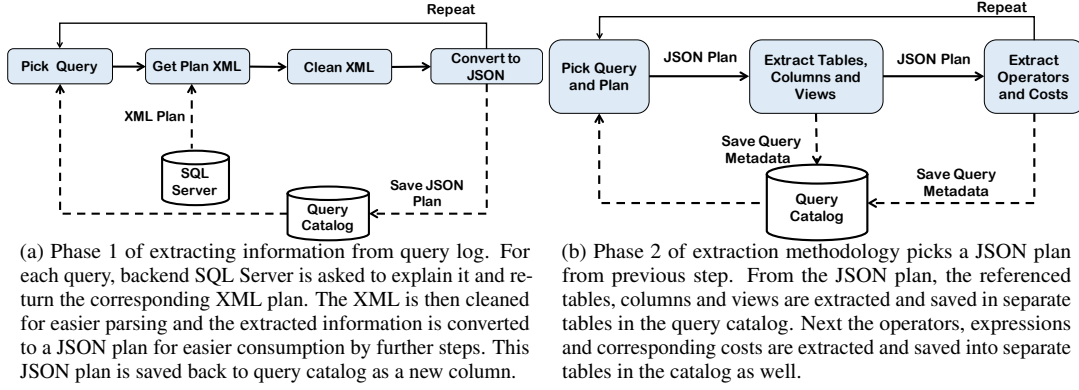 Repeat
Pick Query
Get Plan XML
Clean XML
Convert to
JSON
XML Plan
SQL
Server
Save JSON
Plan
Query
Catalog
(a) Phase 1 of extracting information from query log. For
each query, backend SQL Server is asked to explain it and re-
turn the corresponding XML plan. The XML is then cleaned
for easier parsing and the extracted information is converted
to a JSON plan for easier consumption by further steps. This
JSON plan is saved back to query catalog as a new column.
Repeat
Pick Query
and Plan
JSON Plan
Extract Tables,
Columns and
Views
JSON Plan
Extract
Operators
and Costs
Save Query
Metadata
Save Query
Metadata
Query
Catalog
(b) Phase 2 of extraction methodology picks a JSON plan
from previous step. From the JSON plan, the referenced
tables, columns and views are extracted and saved in separate
tables in the query catalog. Next the operators, expressions
and corresponding costs are extracted and saved into separate
tables in the catalog as well.